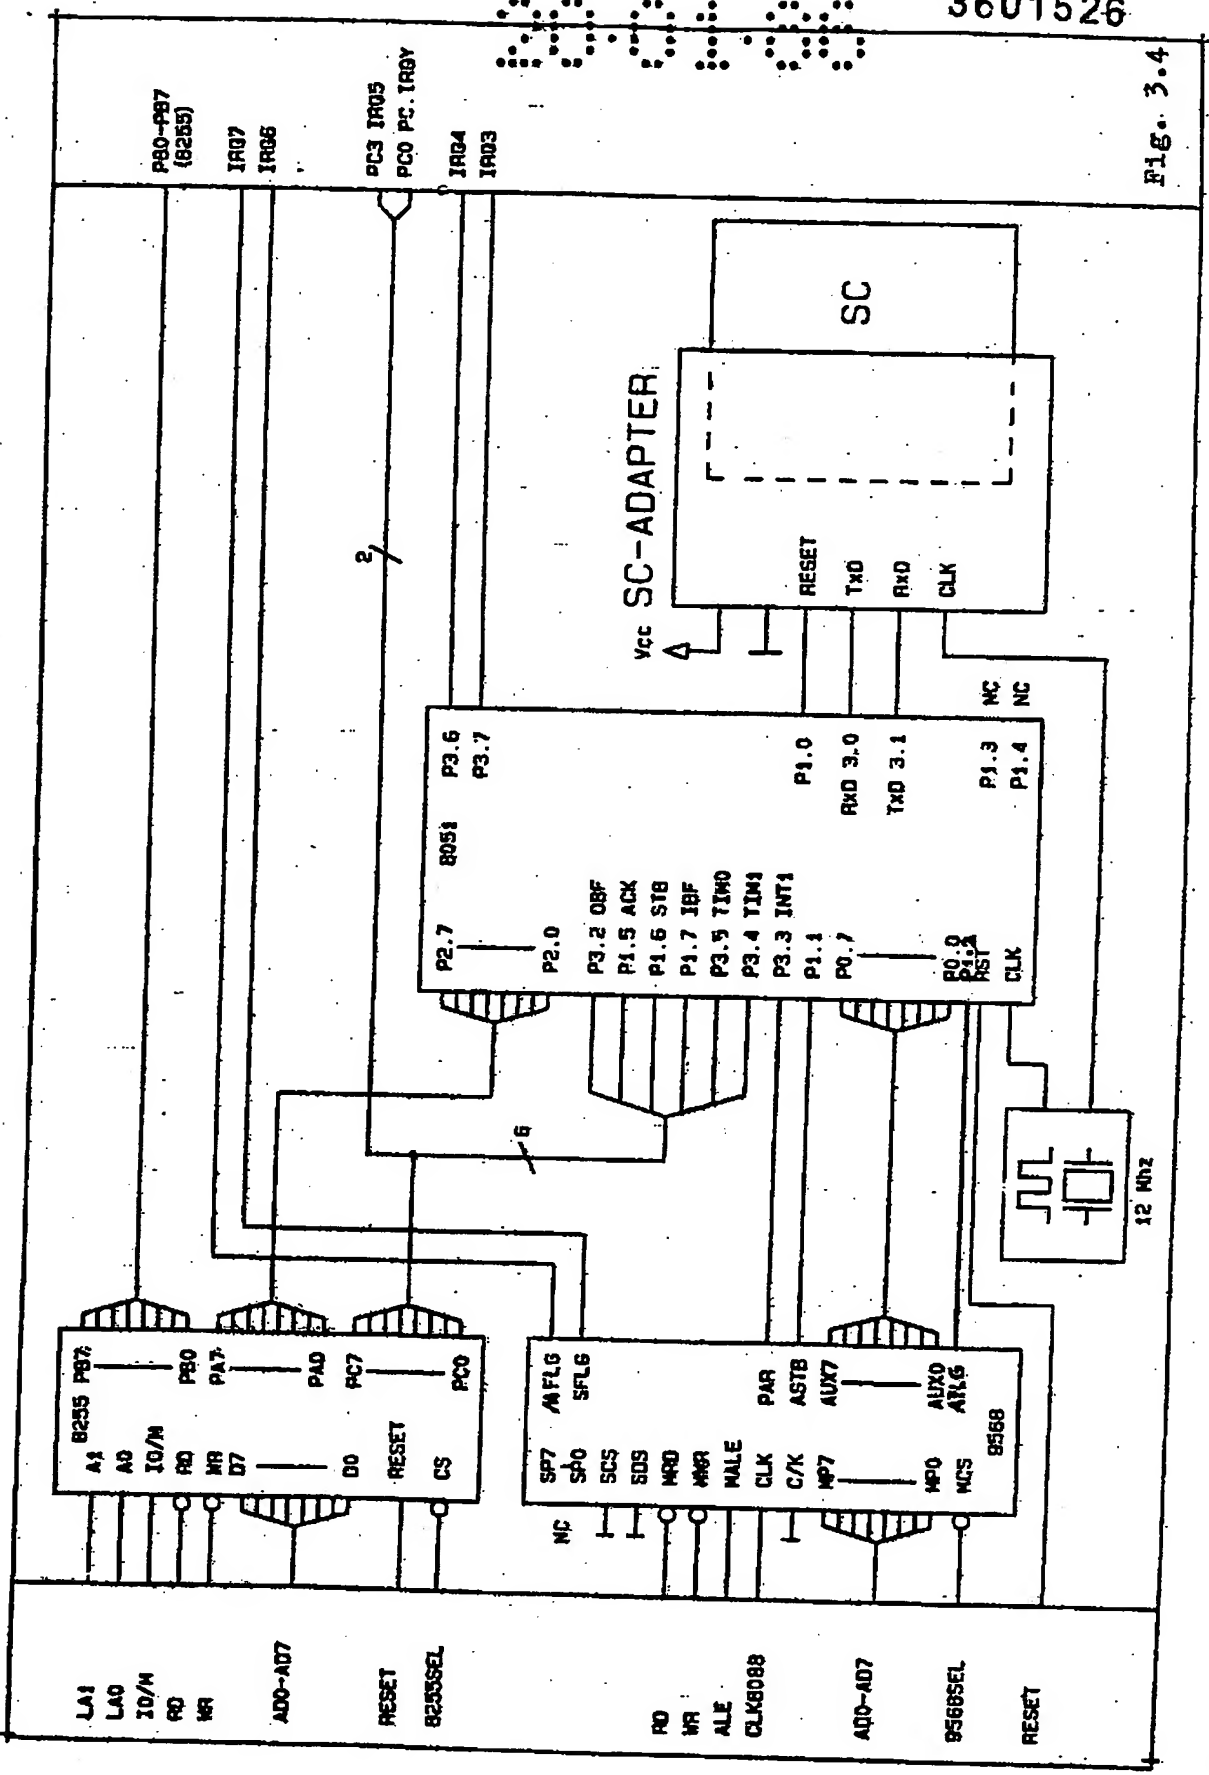 3601526
Fig. 3.4
PB0-PB7
(8255)
IRQ7
IRQ6
PC3 IRQ5
PC0 PC.IRQY
IRQ4
IRQ3
SC
SC-ADAPTER
Vcc
RESET
TxD
RxD
CLK
2
6
8051
P3.6
P3.7
P1.0
RxD 3.0
TxD 3.1
P1.3 NC
P1.4 NC
P2.7
P2.0
P3.2 OBF
P1.5 ACK
P1.6 STB
P1.7 IBF
P3.5 TIM0
P3.4 TIM1
P3.3 INT1
P1.1
P0.7
P0.0
P1.2
RST
CLK
12 Mhz
8255
PB7
PB0
PA7
PA0
PC7
PC0
A1
A0
IO/M
RD
WR
D7
D0
RESET
CS
/MFLG
SFLG
PAR
ASTB
AUX7
AUX0
AFLG
9568
SP7
SP0
SCS
SDS
MRD
MWR
MALE
CLK
C/K
MP7
MP0
MCS
NC
LA1
LA0
IO/M
RD
WR
AD0-AD7
RESET
8255SEL
RD
WR
ALE
CLK8088
AD0-AD7
9568SEL
RESET